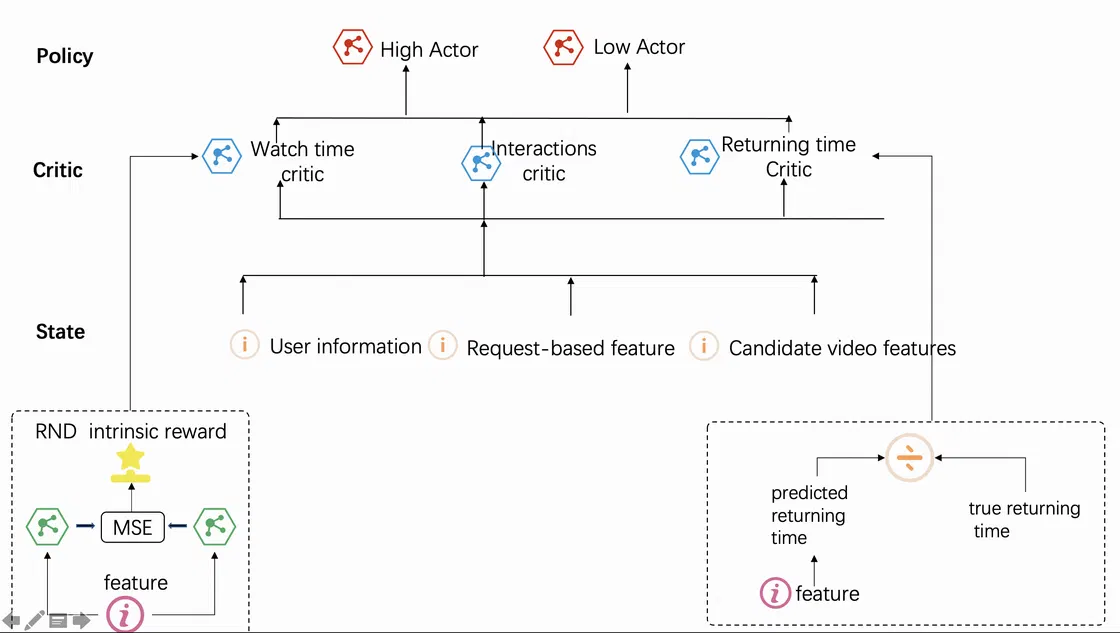 Policy
High Actor
Low Actor
Critic
Watch time
critic
Interactions
critic
Returning time
Critic
State
User information
Request-based feature
Candidate video features
RND intrinsic reward
MSE
feature
predicted
returning
time
true returning
time
feature